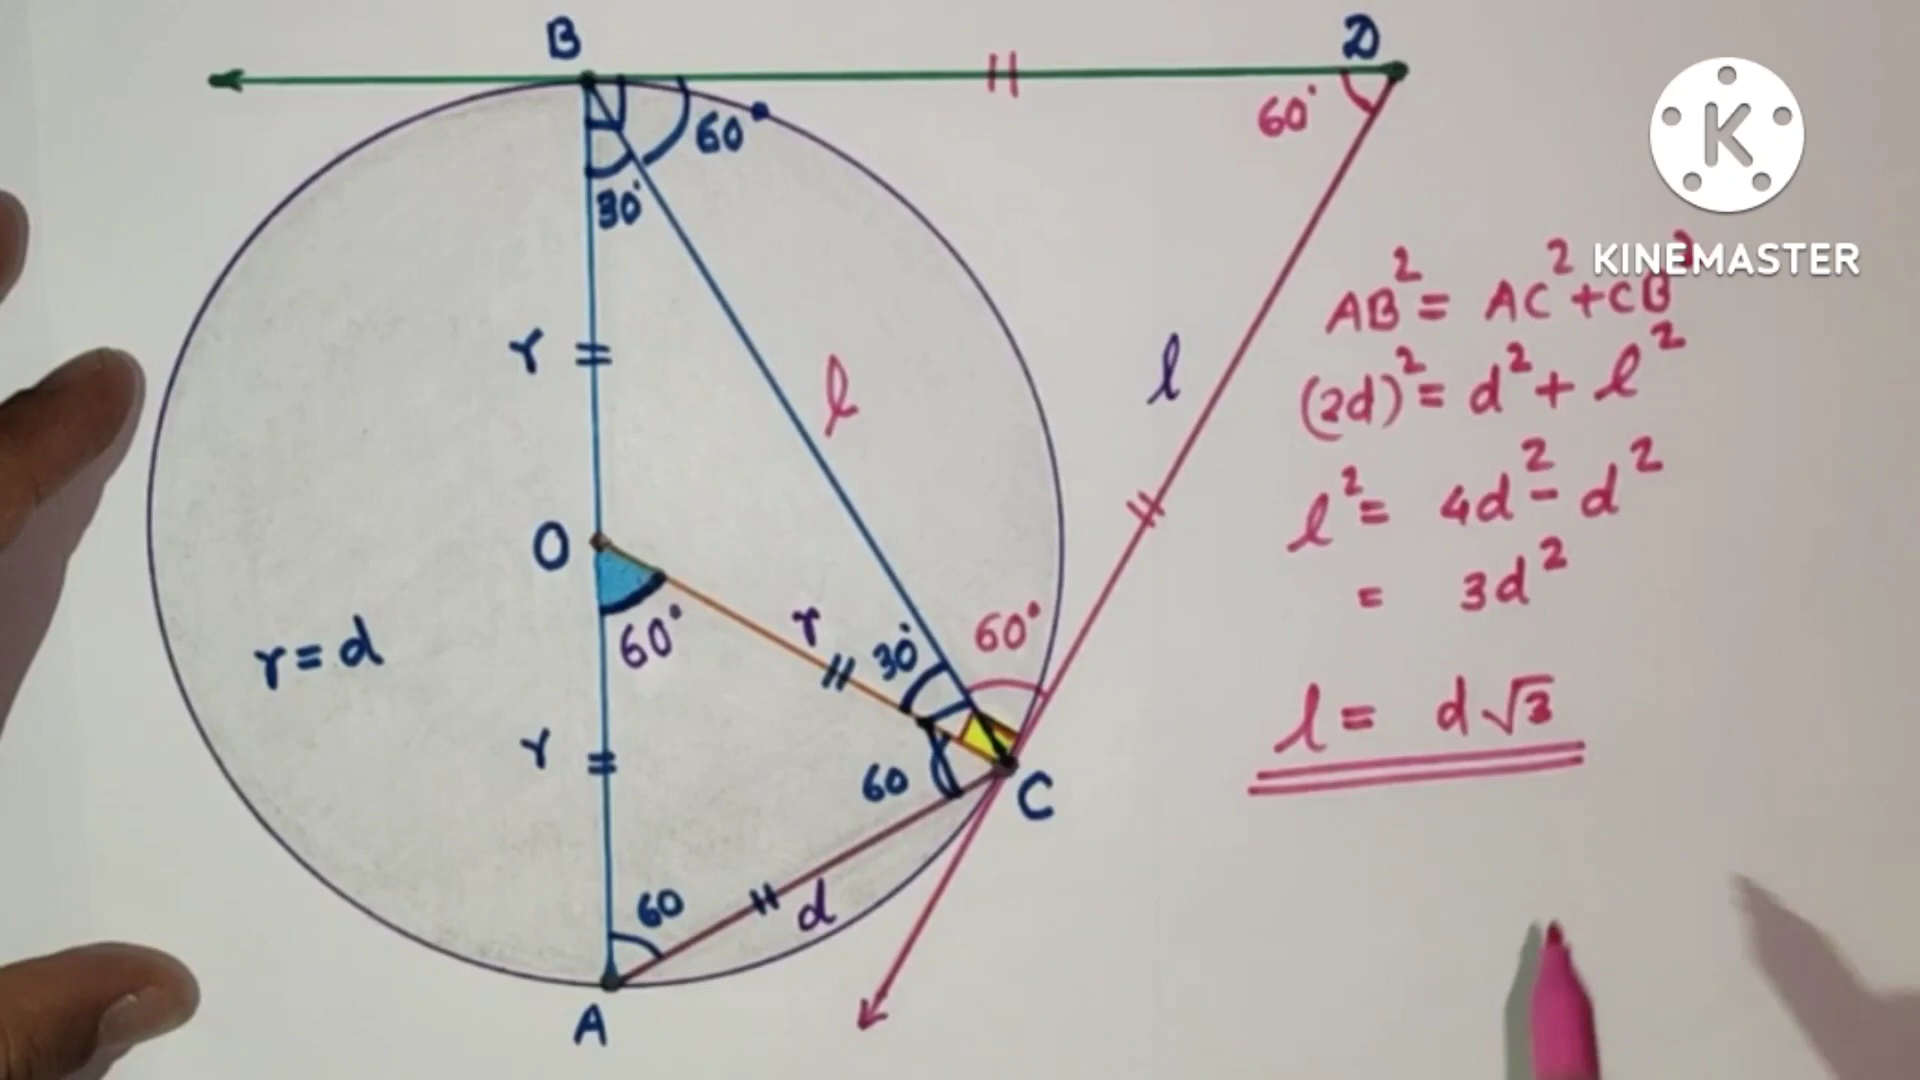 B
D
60
60°
30°
K
KINEMASTER
AB² = AC² + CB²
r
l
l
(2d)² = d² + l²
l² = 4d² - d²
= 3d²
O
60°
r
30°
60°
r = d
l = d√3
r
60
C
60
d
A